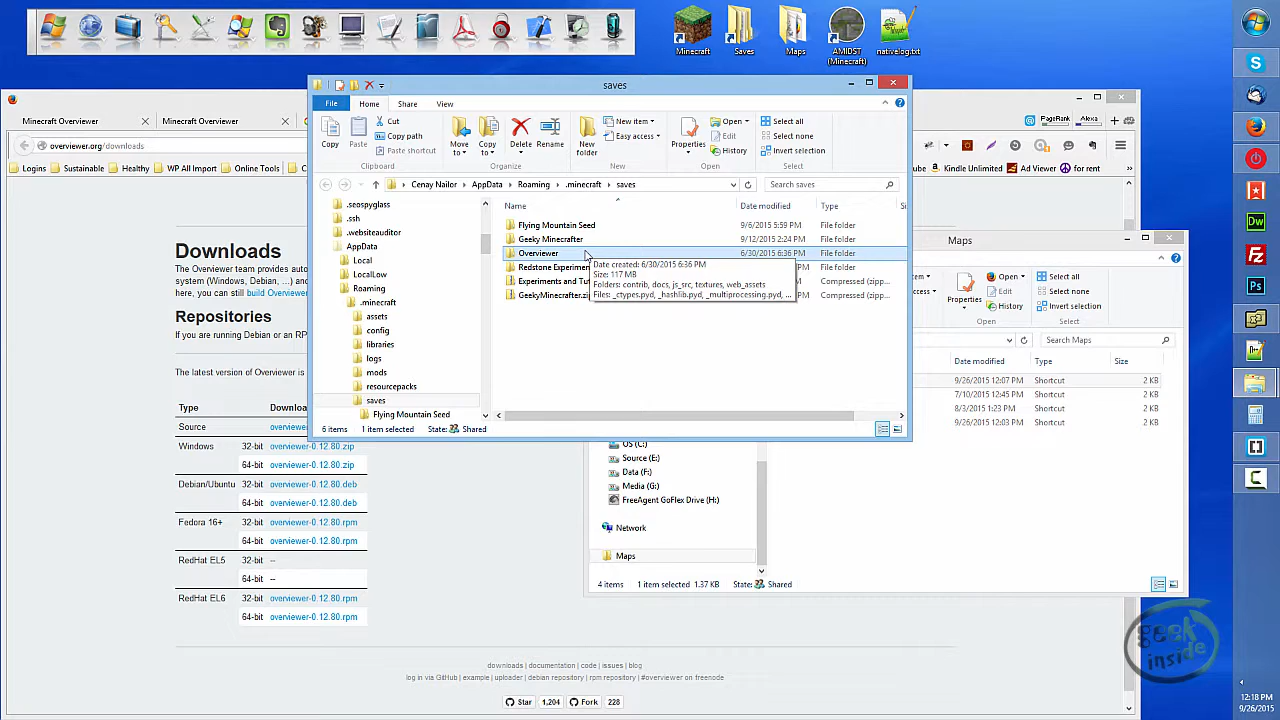 Minecraft
Saves
Maps
AMIDST
(Minecraft)
nativelog.txt
saves
File
Home
Share
View
Copy
Paste
Cut
Copy path
Paste shortcut
Clipboard
Move
to
Copy
to
Delete
Rename
Organize
New
folder
New item
Easy access
New
Properties
Open
Edit
History
Open
Select all
Select none
Invert selection
Select
Cenay Nailor
AppData
Roaming
.minecraft
saves
Search saves
.seospyglass
.ssh
.websiteauditor
AppData
Local
LocalLow
Roaming
.minecraft
assets
config
libraries
logs
mods
resourcepacks
saves
Flying Mountain Seed
Name
Date modified
Type
Flying Mountain Seed 9/6/2015 5:59 PM File folder
Geeky Minecrafter 9/12/2015 2:24 PM File folder
Overviewer 6/30/2015 6:36 PM File folder
Redstone Experimen File folder
Experiments and Tut Compressed (zipp...
GeekyMinecrafter.zi Compressed (zipp...
Date created: 6/30/2015 6:36 PM
Size: 117 MB
Folders: contrib, docs, js_src, textures, web_assets
Files: _ctypes.pyd, _hashlib.pyd, _multiprocessing.pyd, ...
6 items 1 item selected State: Shared
Minecraft Overviewer
Minecraft Overviewer
overviewer.org/downloads
PageRank
Alexa
Logins
Sustainable
Healthy
WP All Import
Online Tools
Kindle Unlimited
Ad Viewer
for rent
Downloads
The Overviewer team provides auto
systems (Windows, Debian, ...) and
can build Overviewer
Repositories
If you are running Debian or an RP
The latest version of Overviewer is
Type
Source
Windows 32-bit overviewer-0.12.80.zip
64-bit overviewer-0.12.80.zip
Debian/Ubuntu 32-bit overviewer-0.12.80.deb
64-bit overviewer-0.12.80.deb
Fedora 16+ 32-bit overviewer-0.12.80.rpm
64-bit overviewer-0.12.80.rpm
RedHat EL5 32-bit --
64-bit --
RedHat EL6 32-bit overviewer-0.12.80.rpm
64-bit overviewer-0.12.80.rpm
downloads | documentation | code | issues | blog
log in via GitHub | example | uploader | debian repository | rpm repository | #overviewer on freenode
Star 1,204 Fork 228
Maps
Properties
Open
Edit
History
Open
Select all
Select none
Invert selection
Select
Search Maps
Date modified Type Size
9/26/2015 12:07 PM Shortcut 2 KB
7/10/2015 12:45 PM Shortcut 2 KB
8/3/2015 1:23 PM Shortcut 2 KB
9/26/2015 12:03 PM Shortcut 2 KB
OS (C:)
Source (E:)
Data (F:)
Media (G:)
FreeAgent GoFlex Drive (H:)
Network
Maps
4 items 1 item selected 1.37 KB State: Shared
geek
inside
12:18 PM
9/26/2015